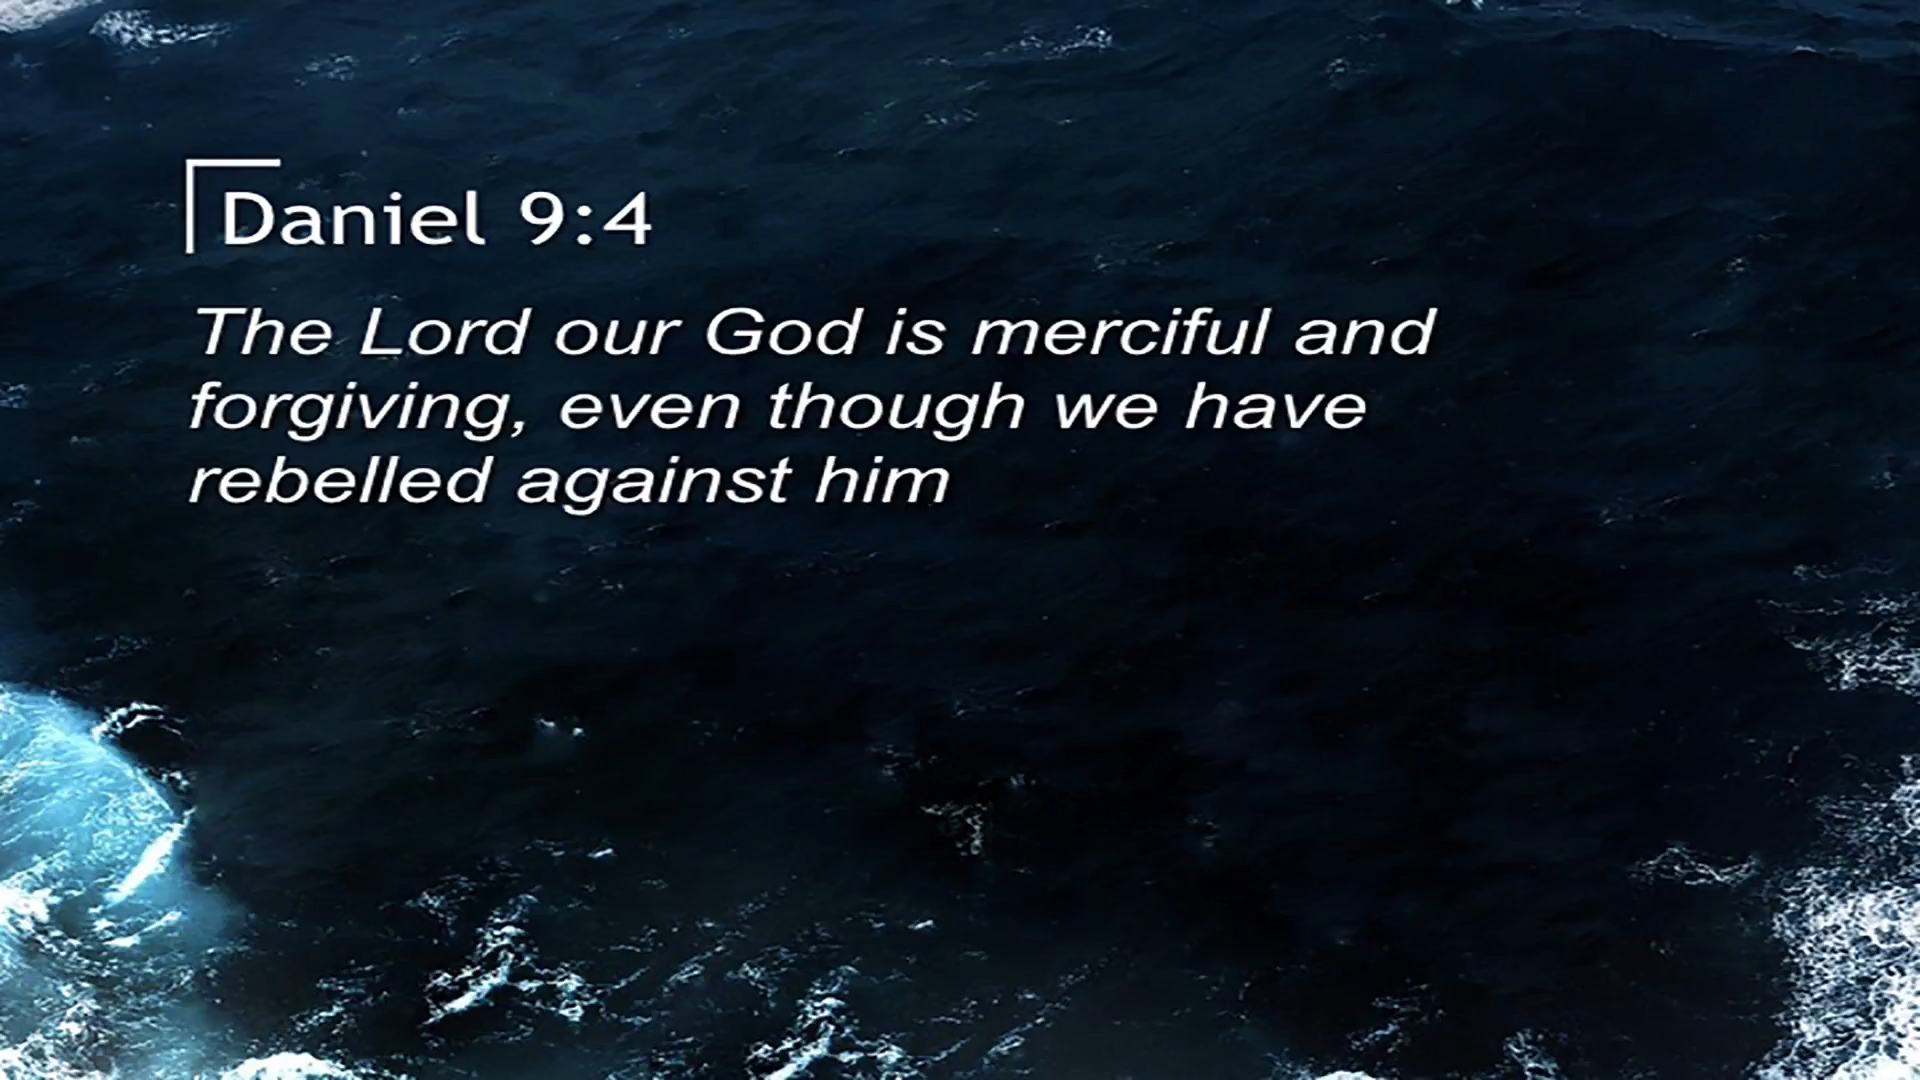 Daniel 9:4
The Lord our God is merciful and
forgiving, even though we have
rebelled against him